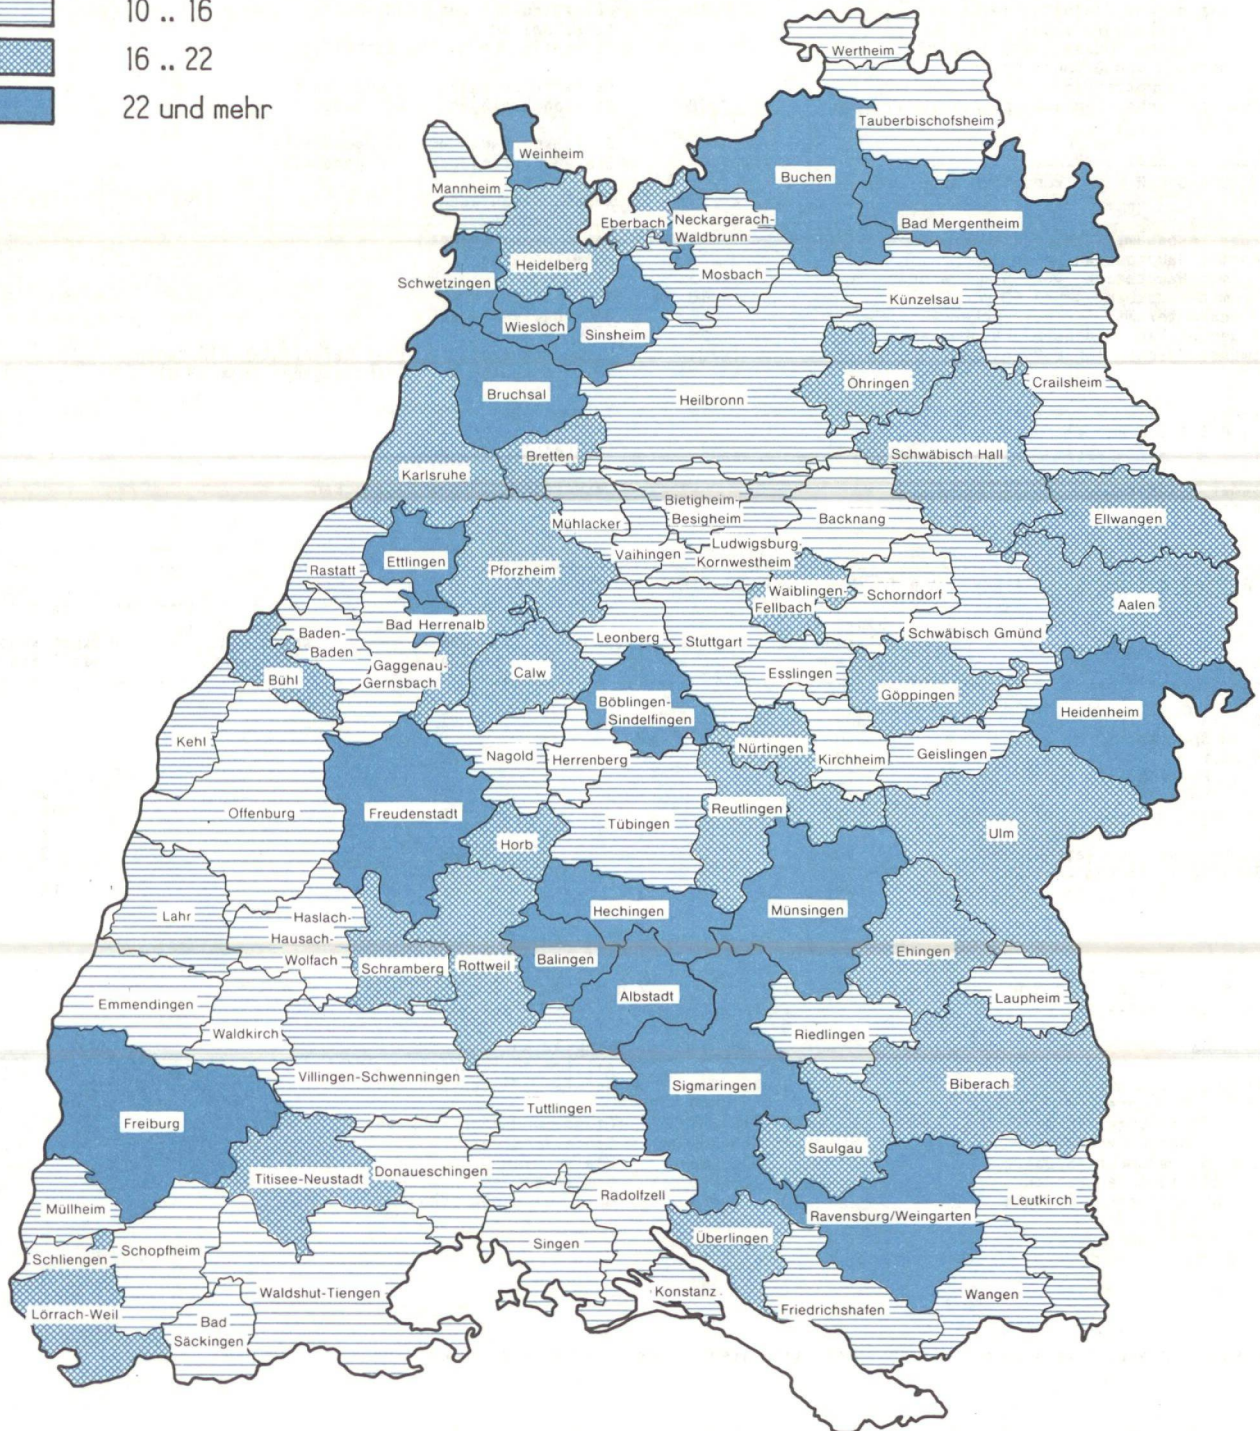 10 .. 16
16 .. 22
22 und mehr
Wertheim
Tauberbischofsheim
Weinheim
Buchen
Mannheim
Eberbach
Neckargerach-
Waldbrunn
Bad Mergentheim
Heidelberg
Mosbach
Schwetzingen
Künzelsau
Wiesloch
Sinsheim
Öhringen
Crailsheim
Bruchsal
Heilbronn
Schwäbisch Hall
Bretten
Karlsruhe
Bietigheim-
Besigheim
Mühlacker
Backnang
Ellwangen
Ludwigsburg-
Kornwestheim
Vaihingen
Ettlingen
Pforzheim
Rastatt
Waiblingen-
Fellbach
Schorndorf
Aalen
Bad Herrenalb
Baden-
Baden
Leonberg
Stuttgart
Schwäbisch Gmünd
Gaggenau-
Gernsbach
Calw
Esslingen
Bühl
Göppingen
Böblingen-
Sindelfingen
Heidenheim
Kehl
Nürtingen
Nagold
Herrenberg
Kirchheim
Geislingen
Offenburg
Freudenstadt
Reutlingen
Tübingen
Ulm
Horb
Lahr
Haslach-
Hausach-
Wolfach
Hechingen
Münsingen
Schramberg
Rottweil
Balingen
Ehingen
Albstadt
Laupheim
Emmendingen
Waldkirch
Riedlingen
Villingen-Schwenningen
Sigmaringen
Biberach
Tuttlingen
Freiburg
Saulgau
Titisee-Neustadt
Donaueschingen
Radolfzell
Leutkirch
Müllheim
Ravensburg/Weingarten
Überlingen
Singen
Schopfheim
Schliengen
Waldshut-Tiengen
Konstanz
Wangen
Friedrichshafen
Lörrach-Weil
Bad
Säckingen